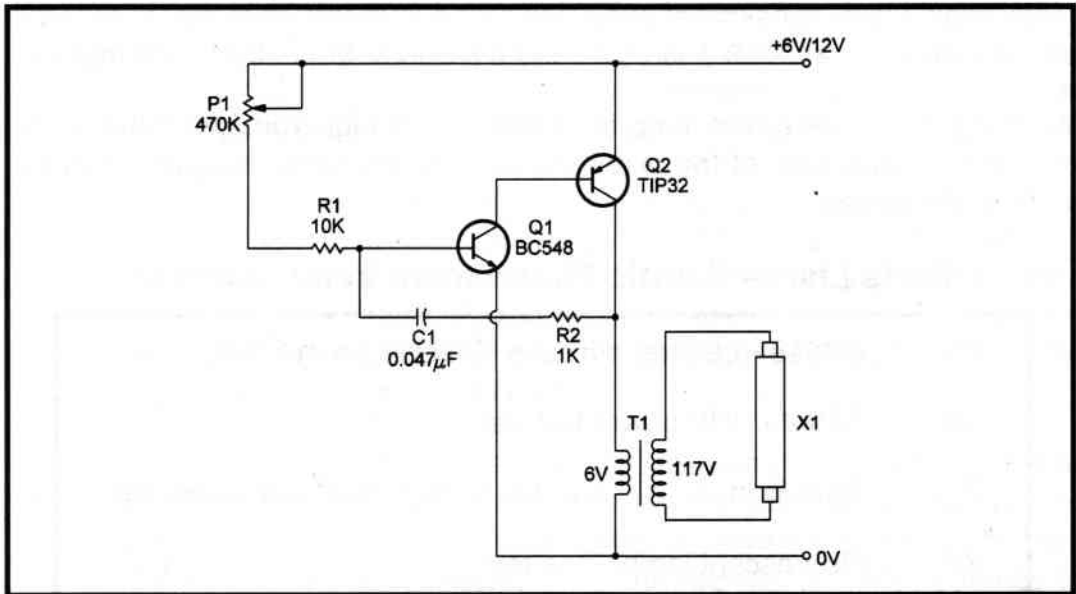 +6V/12V
P1
470K
Q2
TIP32
R1
10K
Q1
BC548
C1
0.047μF
R2
1K
T1
X1
6V
117V
0V